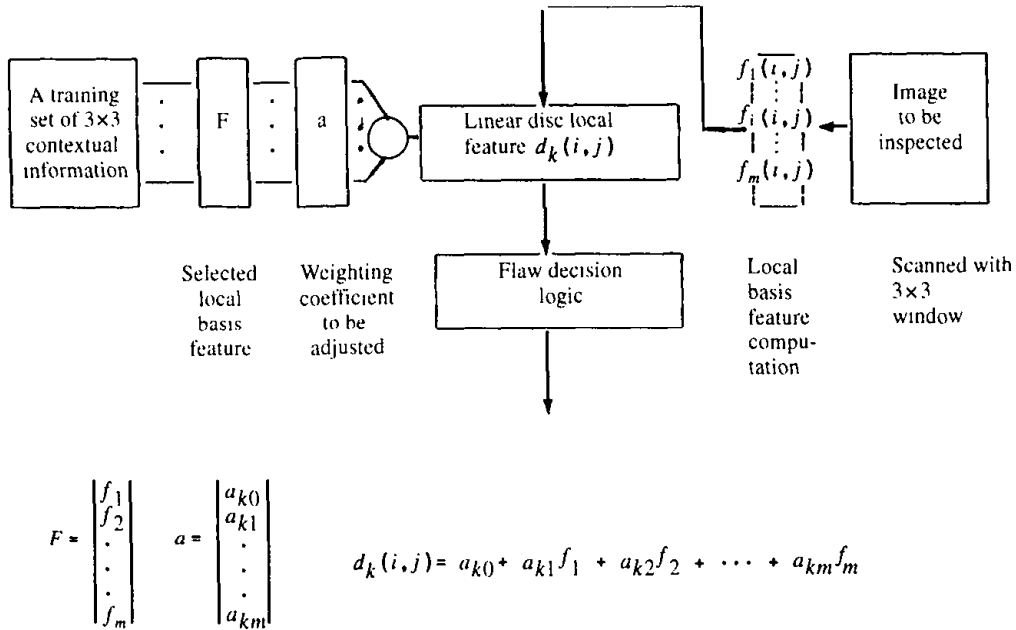 A training
set of 3×3
contextual
information
F
a
Linear disc local
feature d_k(i,j)
f_1(i,j)
f_i(i,j)
f_m(i,j)
Image
to be
inspected
Flaw decision
logic
Selected
local
basis
feature
Weighting
coefficient
to be
adjusted
Local
basis
feature
compu-
tation
Scanned with
3×3
window
F =
f_1
f_2
.
.
.
f_m
a =
a_k0
a_k1
.
.
.
a_km
d_k(i,j) = a_k0 + a_k1 f_1 + a_k2 f_2 + ··· + a_km f_m